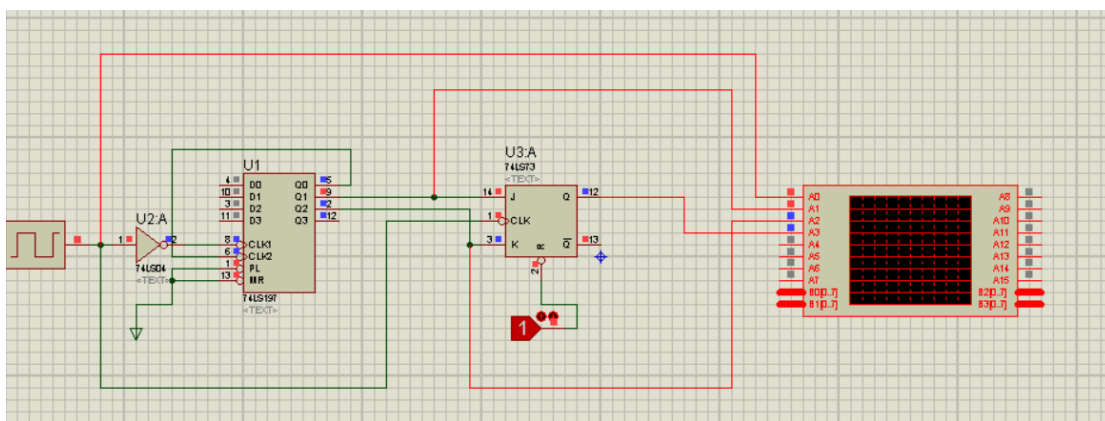 U1
U2:A
74LS04
<TEXT>
4 D0 Q0 5
10 D1 Q1 9
3 D2 Q2 2
11 D3 Q3 12
8 CLK1
6 CLK2
1 PL
13 MR
74LS197
<TEXT>
1 2
U3:A
74LS73
<TEXT>
14 J Q 12
1 CLK
3 K Q 13
R
2
1
A0 A8
A1 A9
A2 A10
A3 A11
A4 A12
A5 A13
A6 A14
A7 A15
B0[0..7] B2[0..7]
B1[0..7] B3[0..7]